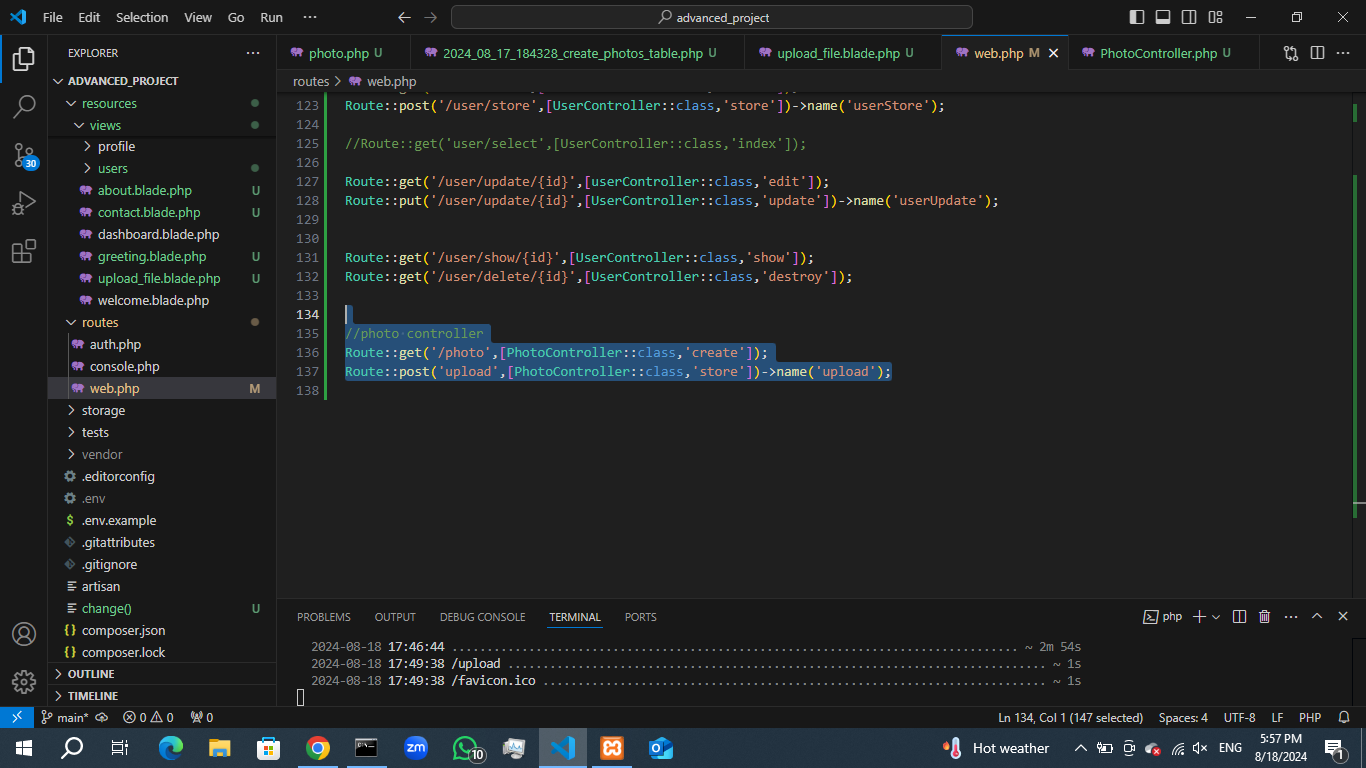 File Edit Selection View Go Run ··· advanced_project
EXPLORER ···
ADVANCED_PROJECT
resources
views
profile
users
about.blade.php U
contact.blade.php U
dashboard.blade.php
greeting.blade.php U
upload_file.blade.php U
welcome.blade.php
routes
auth.php
console.php
web.php M
storage
tests
vendor
.editorconfig
.env
$ .env.example
.gitattributes
.gitignore
artisan
change() U
{} composer.json
{} composer.lock
OUTLINE
TIMELINE
30
photo.php U 2024_08_17_184328_create_photos_table.php U upload_file.blade.php U web.php M PhotoController.php U ···
routes > web.php
123 Route::post('/user/store',[UserController::class,'store'])->name('userStore');
124
125 //Route::get('user/select',[UserController::class,'index']);
126
127 Route::get('/user/update/{id}',[userController::class,'edit']);
128 Route::put('/user/update/{id}',[UserController::class,'update'])->name('userUpdate');
129
130
131 Route::get('/user/show/{id}',[UserController::class,'show']);
132 Route::get('/user/delete/{id}',[UserController::class,'destroy']);
133
134
135 //photo·controller
136 Route::get('/photo',[PhotoController::class,'create']);
137 Route::post('upload',[PhotoController::class,'store'])->name('upload');
138
PROBLEMS OUTPUT DEBUG CONSOLE TERMINAL PORTS php ···
2024-08-18 17:46:44 ........................................................................ ~ 2m 54s
2024-08-18 17:49:38 /upload .................................................................... ~ 1s
2024-08-18 17:49:38 /favicon.ico ............................................................... ~ 1s
main* 0 0 0 Ln 134, Col 1 (147 selected) Spaces: 4 UTF-8 LF PHP
zm 10 Hot weather ENG 5:57 PM
8/18/2024 1